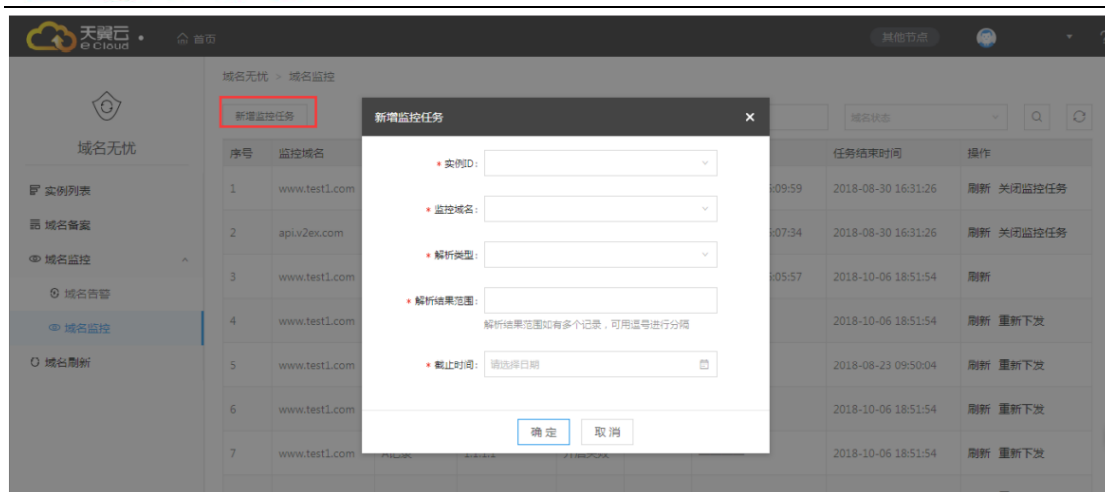 天翼云
e Cloud
首页
其他节点
域名无忧
实例列表
域名备案
域名监控
域名告警
域名监控
域名刷新
域名无忧 > 域名监控
新增监控任务
域名状态
序号 监控域名 任务结束时间 操作
1 www.test1.com 5:09:59 2018-08-30 16:31:26 刷新 关闭监控任务
2 api.v2ex.com 5:07:34 2018-08-30 16:31:26 刷新 关闭监控任务
3 www.test1.com 5:05:57 2018-10-06 18:51:54 刷新
4 www.test1.com 2018-10-06 18:51:54 刷新 重新下发
5 www.test1.com 2018-08-23 09:50:04 刷新 重新下发
6 www.test1.com 2018-10-06 18:51:54 刷新 重新下发
7 www.test1.com 2018-10-06 18:51:54 刷新 重新下发
新增监控任务 ×
* 实例ID:
* 监控域名:
* 解析类型:
* 解析结果范围:
解析结果范围如有多个记录，可用逗号进行分隔
* 截止时间: 请选择日期
确 定 取 消